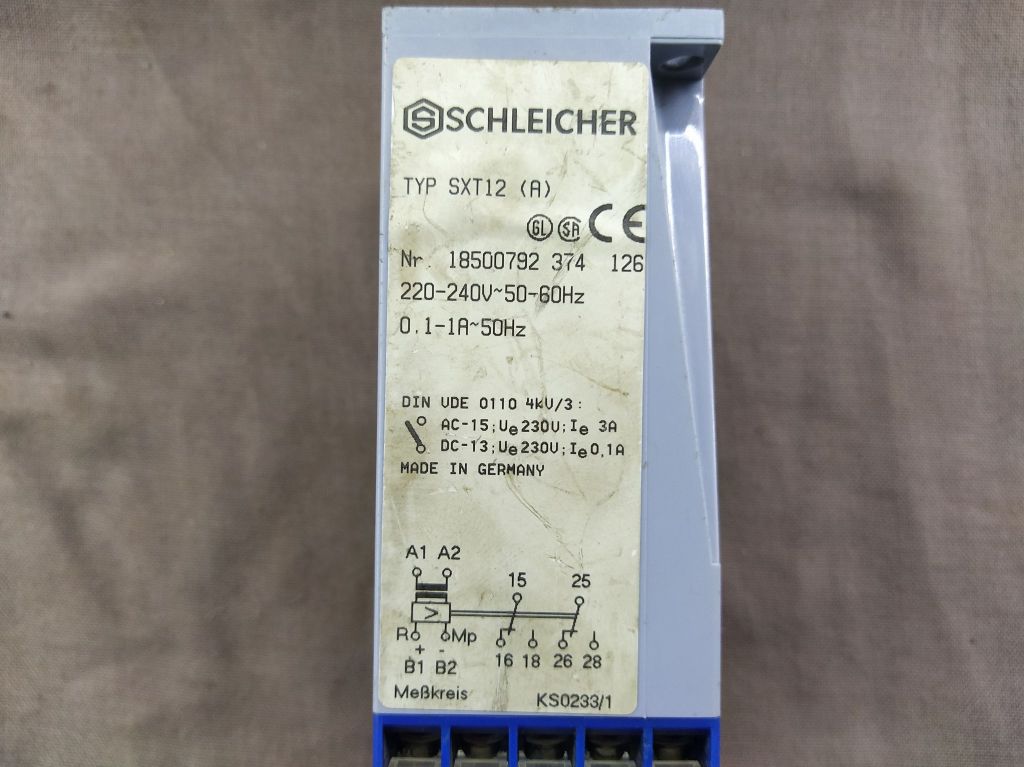 SCHLEICHER
TYP SXT12 (A)
GL SA CE
Nr. 18500792 374 126
220-240V~50-60Hz
0.1-1A~50Hz
DIN VDE 0110 4kV/3:
AC-15;Ue230V;Ie 3A
DC-13;Ue230V;Ie0,1A
MADE IN GERMANY
A1 A2
15 25
>
R Mp
+ -
B1 B2
16 18 26 28
Meßkreis KS0233/1